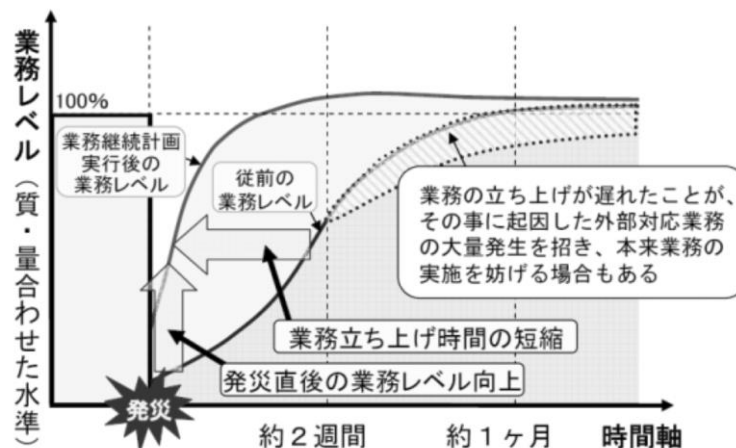 業務レベル（質・量合わせた水準）
100%
業務継続計画
実行後の
業務レベル
従前の
業務レベル
業務の立ち上げが遅れたことが、
その事に起因した外部対応業務
の大量発生を招き、本来業務の
実施を妨げる場合もある
業務立ち上げ時間の短縮
発災直後の業務レベル向上
発災
約２週間
約１ヶ月
時間軸